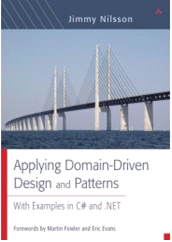 Jimmy Nilsson
Applying Domain-Driven
Design and Patterns
With Examples in C# and .NET
Forewords by Martin Fowler and Eric Evans